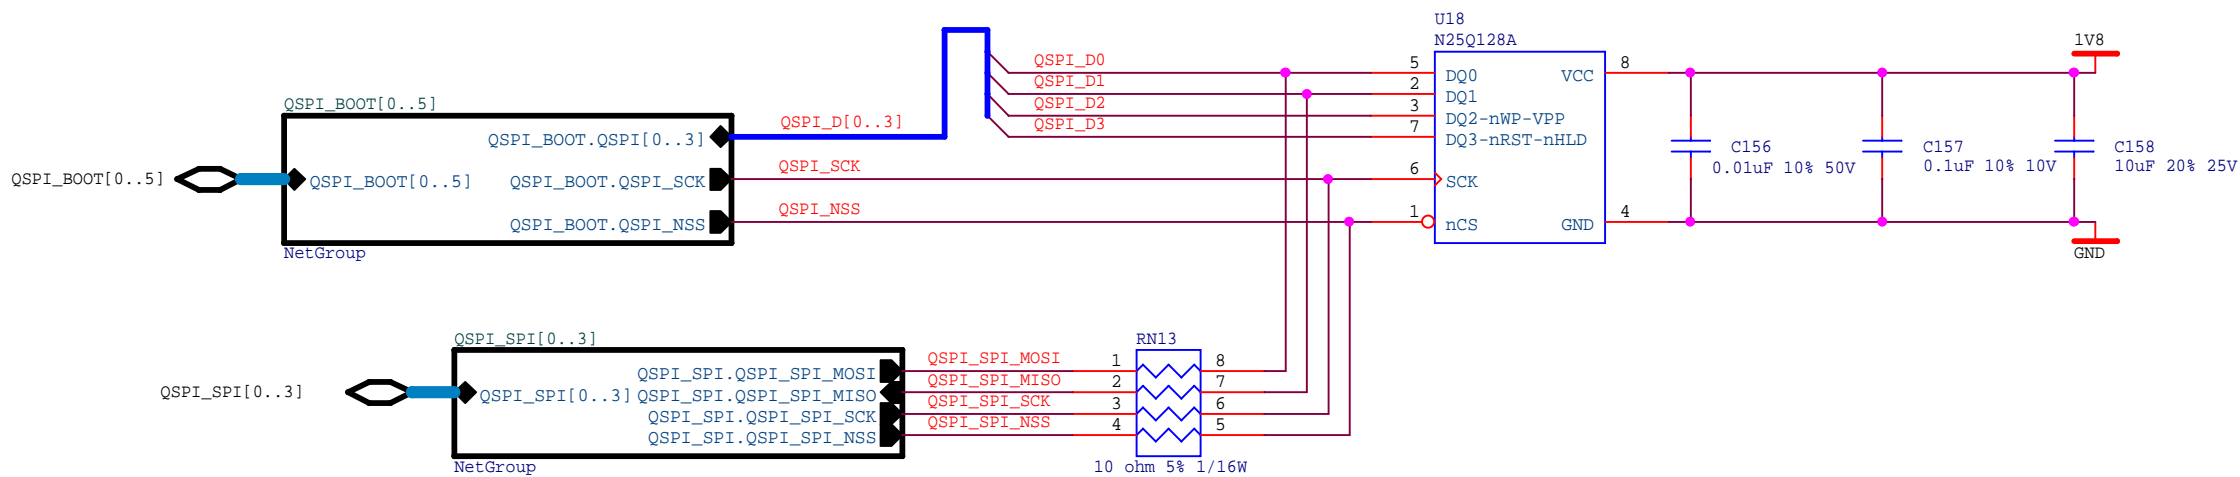 U18
N25Q128A
1V8
QSPI_D0
5
DQ0
VCC
8
QSPI_D1
2
DQ1
QSPI_BOOT[0..5]
QSPI_D2
3
DQ2-nWP-VPP
QSPI_BOOT.QSPI[0..3]
QSPI_D[0..3]
QSPI_D3
7
DQ3-nRST-nHLD
C156
0.01uF 10% 50V
C157
0.1uF 10% 10V
C158
10uF 20% 25V
QSPI_BOOT[0..5]
QSPI_BOOT[0..5]
QSPI_BOOT.QSPI_SCK
QSPI_SCK
6
SCK
QSPI_BOOT.QSPI_NSS
QSPI_NSS
1
nCS
GND
4
NetGroup
GND
QSPI_SPI[0..3]
RN13
QSPI_SPI.QSPI_SPI_MOSI
QSPI_SPI_MOSI
1
8
QSPI_SPI[0..3]
QSPI_SPI[0..3]
QSPI_SPI.QSPI_SPI_MISO
QSPI_SPI_MISO
2
7
QSPI_SPI.QSPI_SPI_SCK
QSPI_SPI_SCK
3
6
QSPI_SPI.QSPI_SPI_NSS
QSPI_SPI_NSS
4
5
NetGroup
10 ohm 5% 1/16W